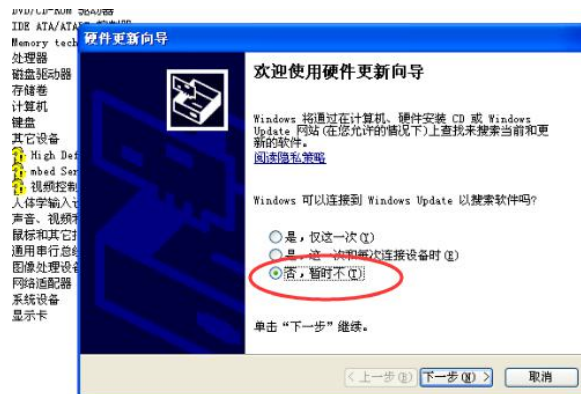 DVD/CD-ROM 驱动器
IDE ATA/ATA
Memory tech
处理器
磁盘驱动器
存储卷
计算机
键盘
其它设备
High Def
mbed Ser
视频控制
人体学输入设
声音、视频和
鼠标和其它指
通用串行总线
图像处理设备
网络适配器
系统设备
显示卡
硬件更新向导
欢迎使用硬件更新向导
Windows 将通过在计算机、硬件安装 CD 或 Windows
Update 网站(在您允许的情况下)上查找来搜索当前和更
新的软件。
阅读隐私策略
Windows 可以连接到 Windows Update 以搜索软件吗?
是，仅这一次(Y)
是，这一次和每次连接设备时(E)
否，暂时不(T)
单击“下一步”继续。
< 上一步(B)
下一步(N) >
取消